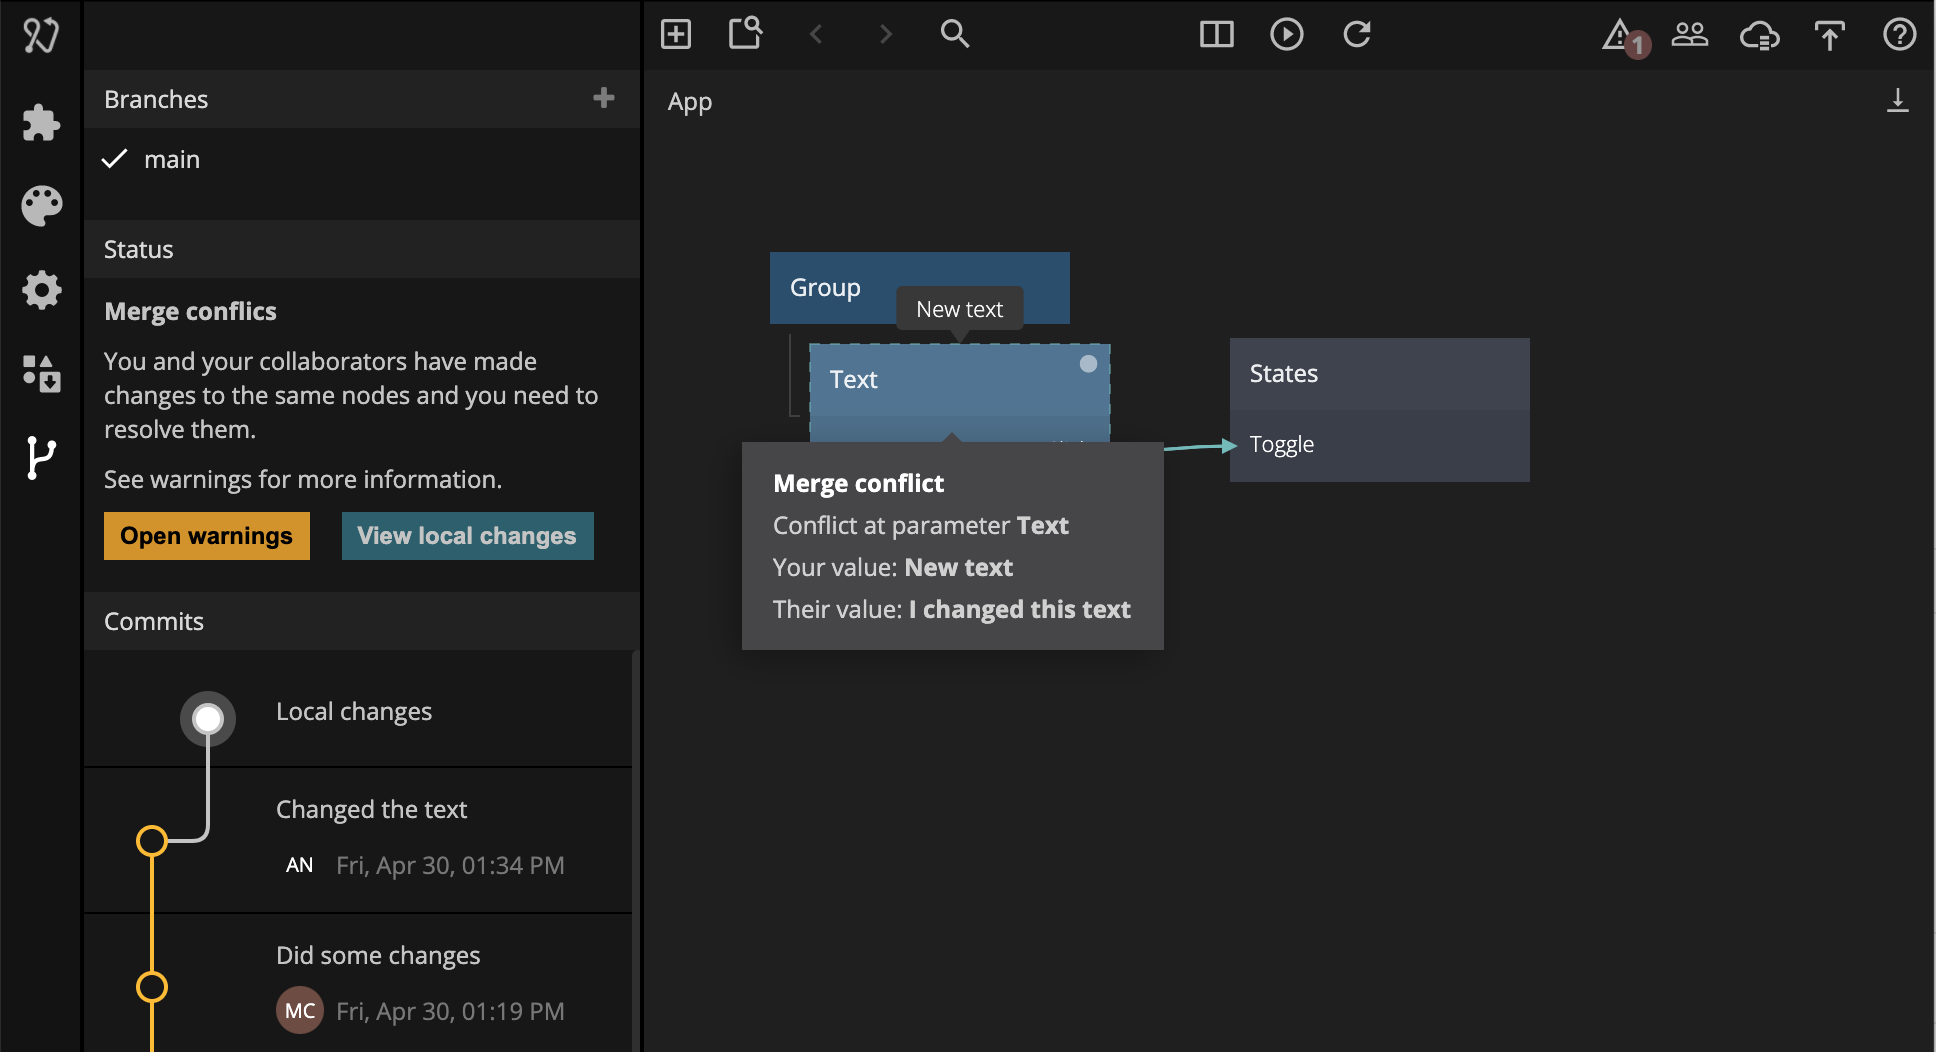 Branches
main
Status
Merge conflics
You and your collaborators have made
changes to the same nodes and you need to
resolve them.
See warnings for more information.
Open warnings
View local changes
Commits
Local changes
Changed the text
AN Fri, Apr 30, 01:34 PM
Did some changes
MC Fri, Apr 30, 01:19 PM
1
App
Group
New text
Text
States
Toggle
Merge conflict
Conflict at parameter Text
Your value: New text
Their value: I changed this text